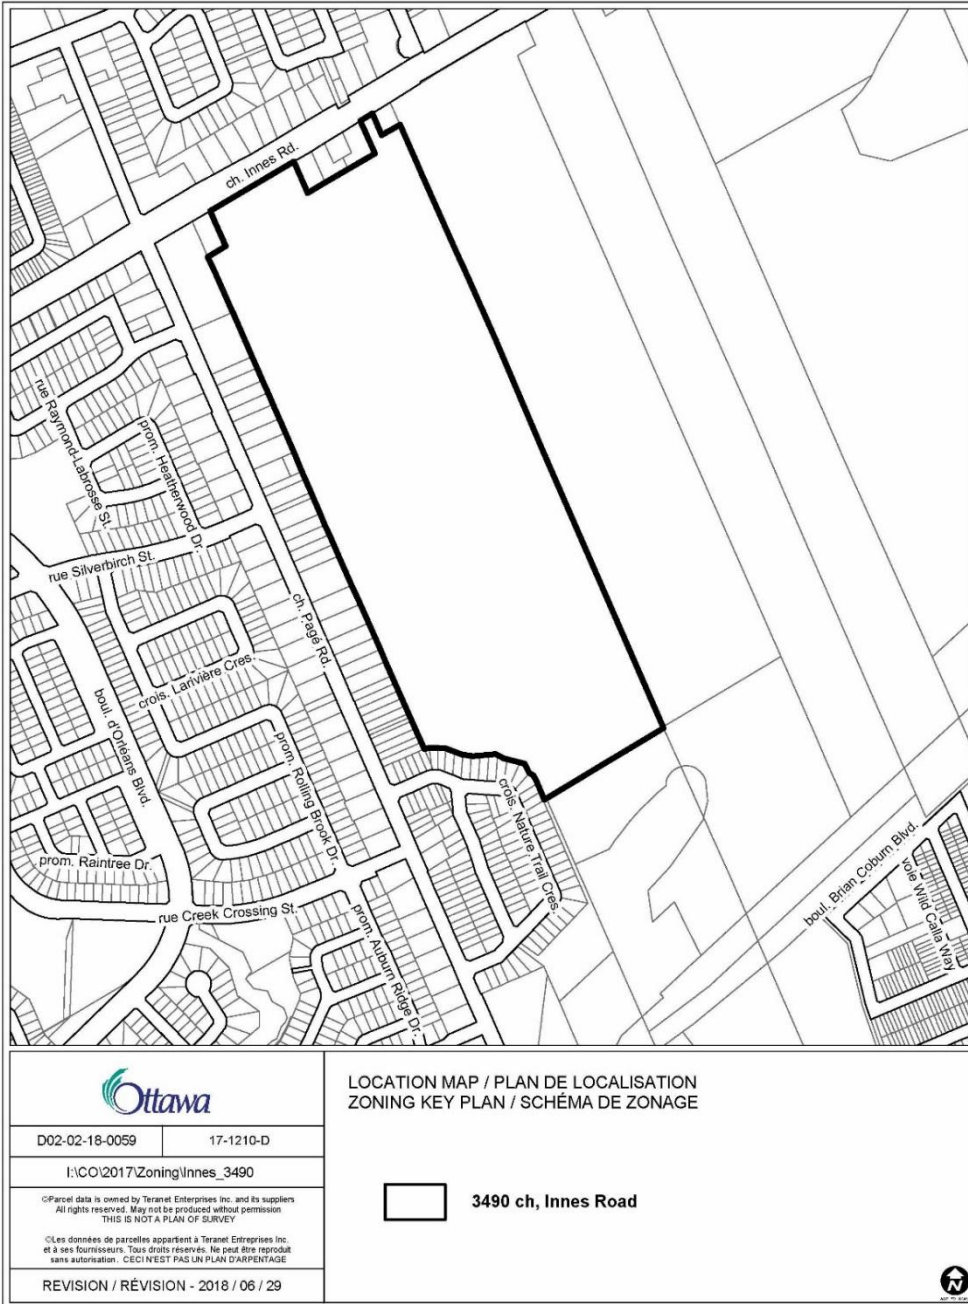 ch. Innes Rd.
rue Raymond-Labrosse St.
prom. Heatherwood Dr.
rue Silverbirch St.
ch. Pagé Rd.
crois. Larivière Cres.
boul. d'Orléans Blvd.
prom. Rolling Brook Dr.
crois. Nature Trail Cres.
prom. Raintree Dr.
rue Creek Crossing St.
prom. Auburn Ridge Dr.
boul. Brian Coburn Blvd.
voie Wild Calla Way
Ottawa
D02-02-18-0059
17-1210-D
I:\CO\2017\Zoning\Innes_3490
©Parcel data is owned by Teranet Enterprises Inc. and its suppliers
All rights reserved. May not be produced without permission
THIS IS NOT A PLAN OF SURVEY
©Les données de parcelles appartient à Teranet Entreprises Inc.
et à ses fournisseurs. Tous droits réservés. Ne peut être reproduit
sans autorisation. CECI N'EST PAS UN PLAN D'ARPENTAGE
REVISION / RÉVISION - 2018 / 06 / 29
LOCATION MAP / PLAN DE LOCALISATION
ZONING KEY PLAN / SCHÉMA DE ZONAGE
3490 ch, Innes Road
N